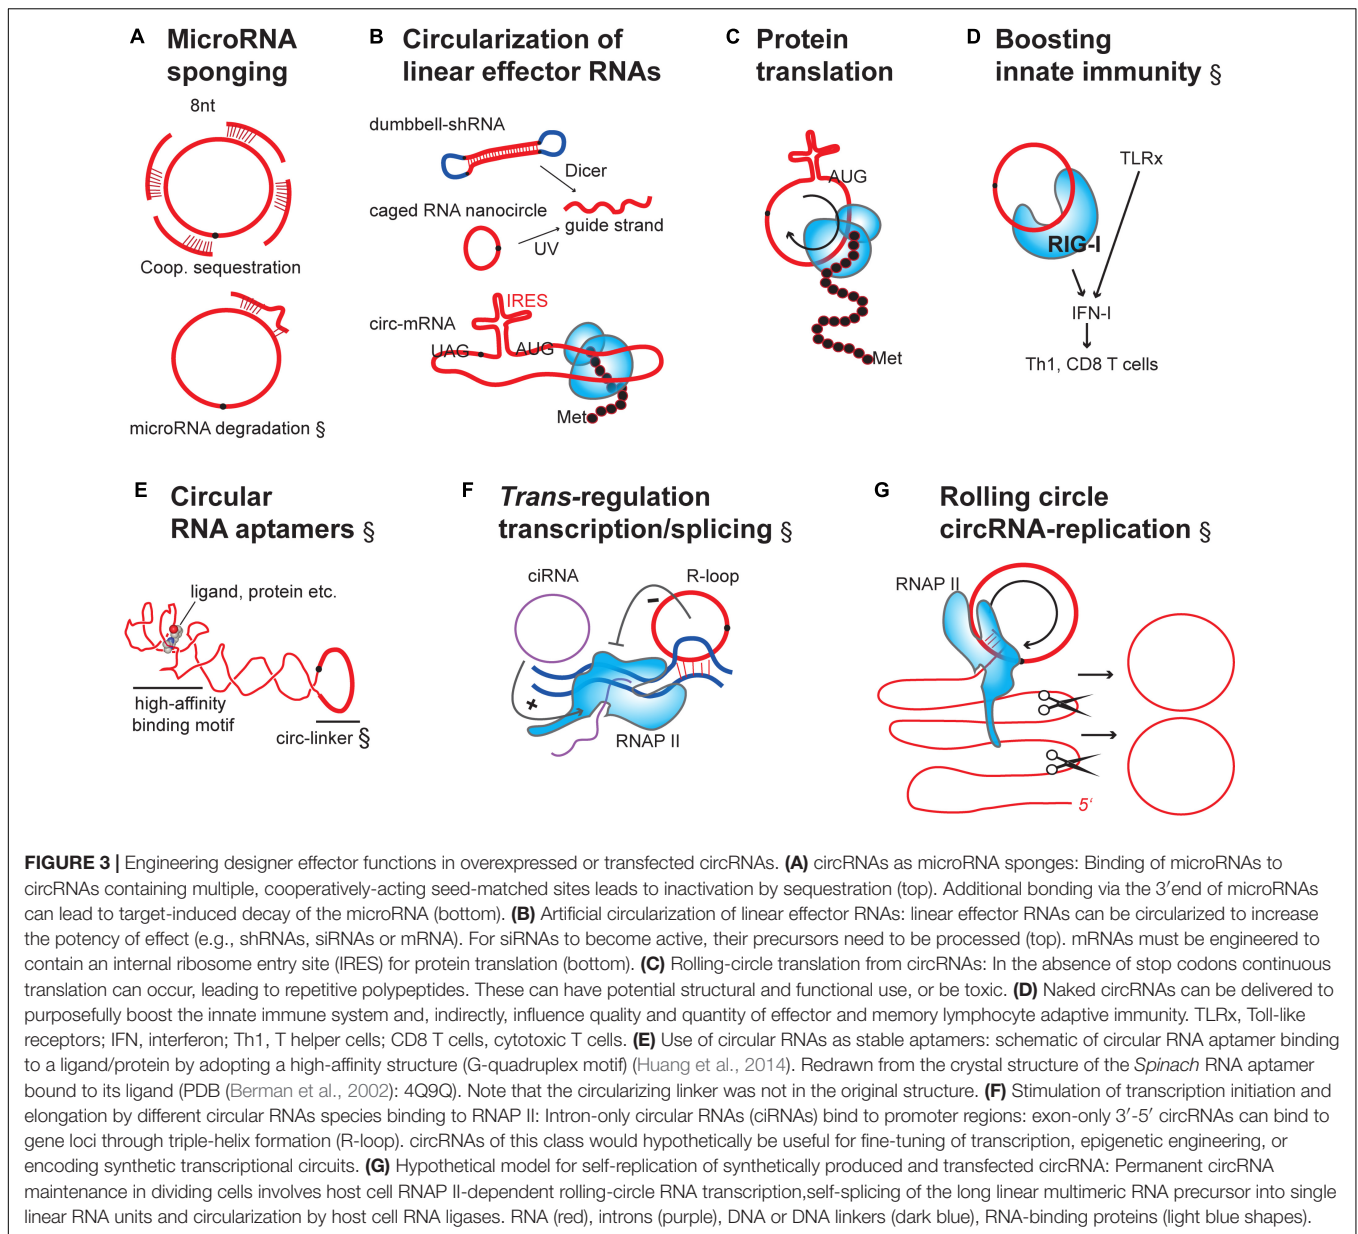 A MicroRNA
sponging
8nt
Coop. sequestration
microRNA degradation §
B Circularization of
linear effector RNAs
dumbbell-shRNA
Dicer
caged RNA nanocircle
guide strand
UV
IRES
circ-mRNA
UAG
AUG
Met
C Protein
translation
AUG
Met
D Boosting
innate immunity §
TLRx
RIG-I
IFN-I
Th1, CD8 T cells
E Circular
RNA aptamers §
ligand, protein etc.
high-affinity
binding motif
circ-linker §
F Trans-regulation
transcription/splicing §
ciRNA
R-loop
–
+
RNAP II
G Rolling circle
circRNA-replication §
RNAP II
5'
FIGURE 3 | Engineering designer effector functions in overexpressed or transfected circRNAs. (A) circRNAs as microRNA sponges: Binding of microRNAs to
circRNAs containing multiple, cooperatively-acting seed-matched sites leads to inactivation by sequestration (top). Additional bonding via the 3′end of microRNAs
can lead to target-induced decay of the microRNA (bottom). (B) Artificial circularization of linear effector RNAs: linear effector RNAs can be circularized to increase
the potency of effect (e.g., shRNAs, siRNAs or mRNA). For siRNAs to become active, their precursors need to be processed (top). mRNAs must be engineered to
contain an internal ribosome entry site (IRES) for protein translation (bottom). (C) Rolling-circle translation from circRNAs: In the absence of stop codons continuous
translation can occur, leading to repetitive polypeptides. These can have potential structural and functional use, or be toxic. (D) Naked circRNAs can be delivered to
purposefully boost the innate immune system and, indirectly, influence quality and quantity of effector and memory lymphocyte adaptive immunity. TLRx, Toll-like
receptors; IFN, interferon; Th1, T helper cells; CD8 T cells, cytotoxic T cells. (E) Use of circular RNAs as stable aptamers: schematic of circular RNA aptamer binding
to a ligand/protein by adopting a high-affinity structure (G-quadruplex motif) (Huang et al., 2014). Redrawn from the crystal structure of the Spinach RNA aptamer
bound to its ligand (PDB (Berman et al., 2002): 4Q9Q). Note that the circularizing linker was not in the original structure. (F) Stimulation of transcription initiation and
elongation by different circular RNAs species binding to RNAP II: Intron-only circular RNAs (ciRNAs) bind to promoter regions: exon-only 3′-5′ circRNAs can bind to
gene loci through triple-helix formation (R-loop). circRNAs of this class would hypothetically be useful for fine-tuning of transcription, epigenetic engineering, or
encoding synthetic transcriptional circuits. (G) Hypothetical model for self-replication of synthetically produced and transfected circRNA: Permanent circRNA
maintenance in dividing cells involves host cell RNAP II-dependent rolling-circle RNA transcription,self-splicing of the long linear multimeric RNA precursor into single
linear RNA units and circularization by host cell RNA ligases. RNA (red), introns (purple), DNA or DNA linkers (dark blue), RNA-binding proteins (light blue shapes).